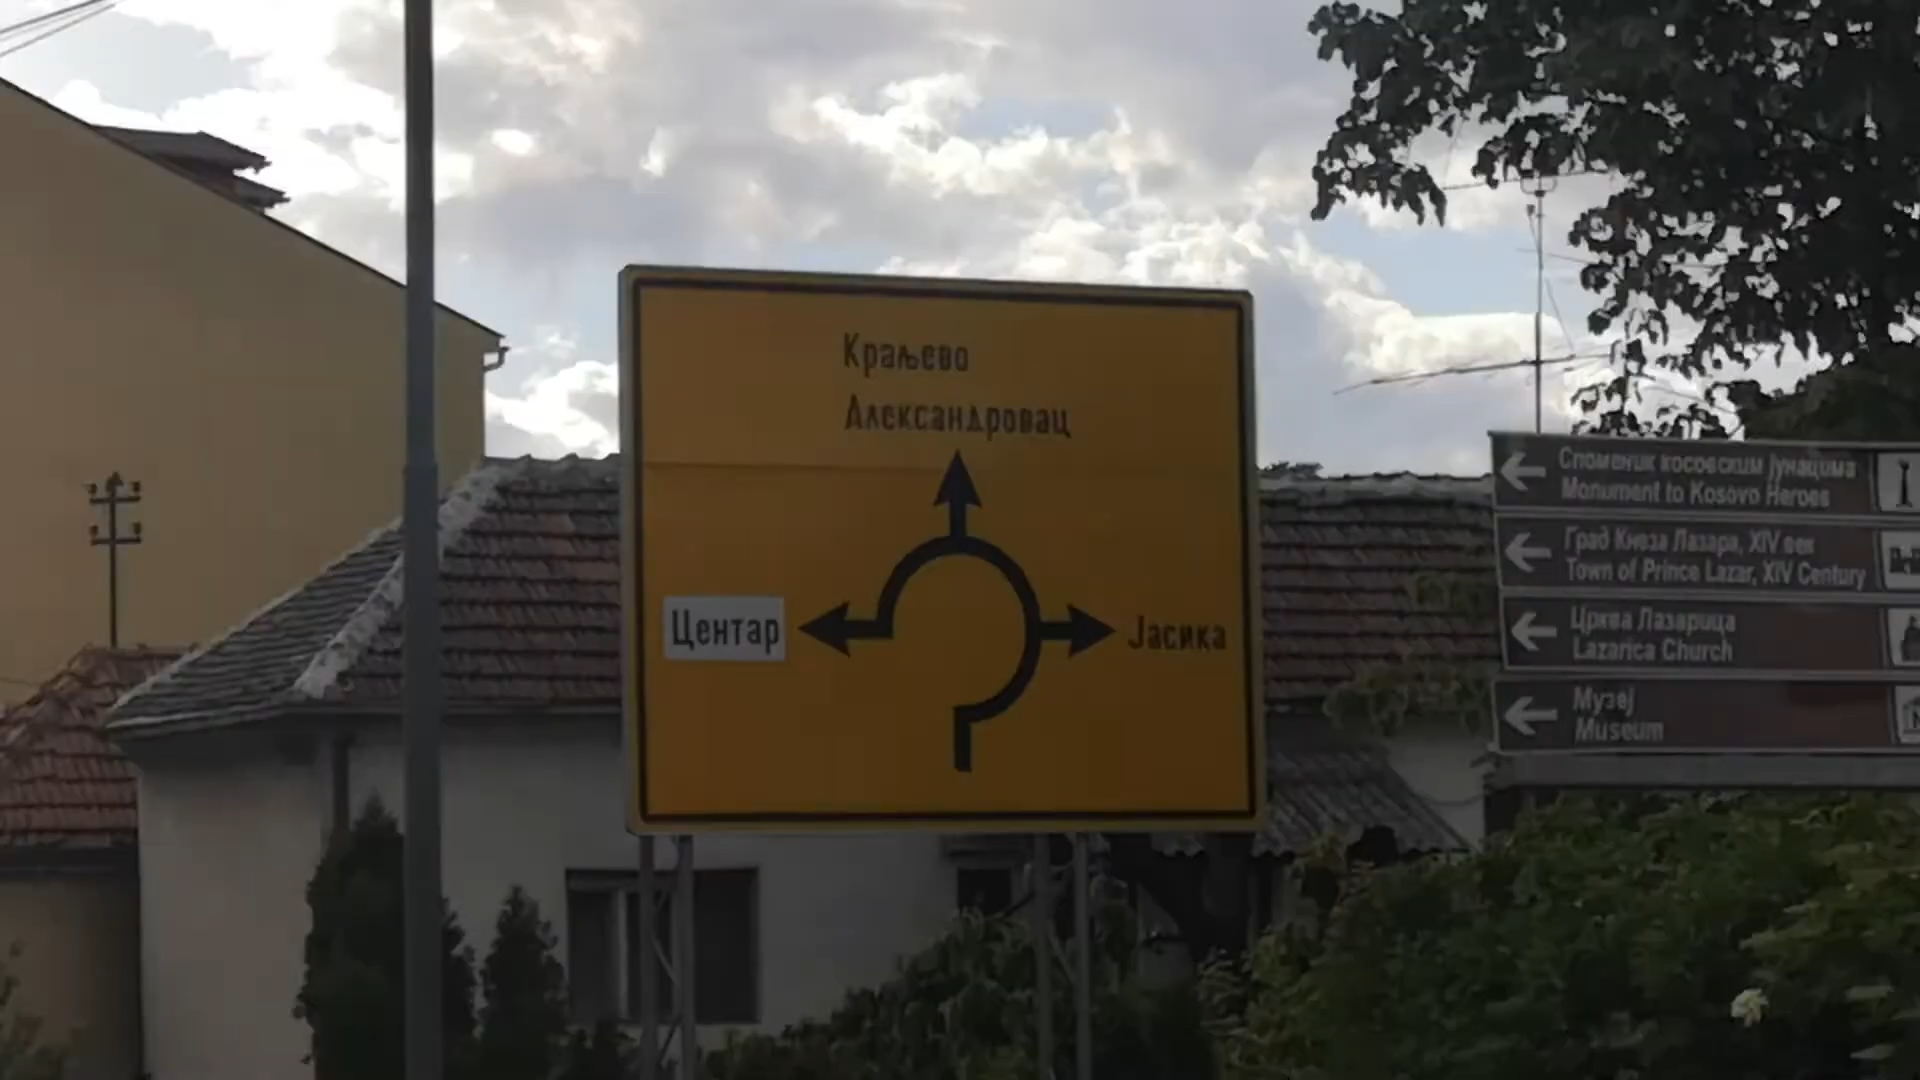 Краљево
Александровац
Центар
Јасика
Споменик косовским јунацима
Monument to Kosovo Heroes
Град Кнеза Лазара, XIV век
Town of Prince Lazar, XIV Century
Црква Лазарица
Lazarica Church
Музеј
Museum